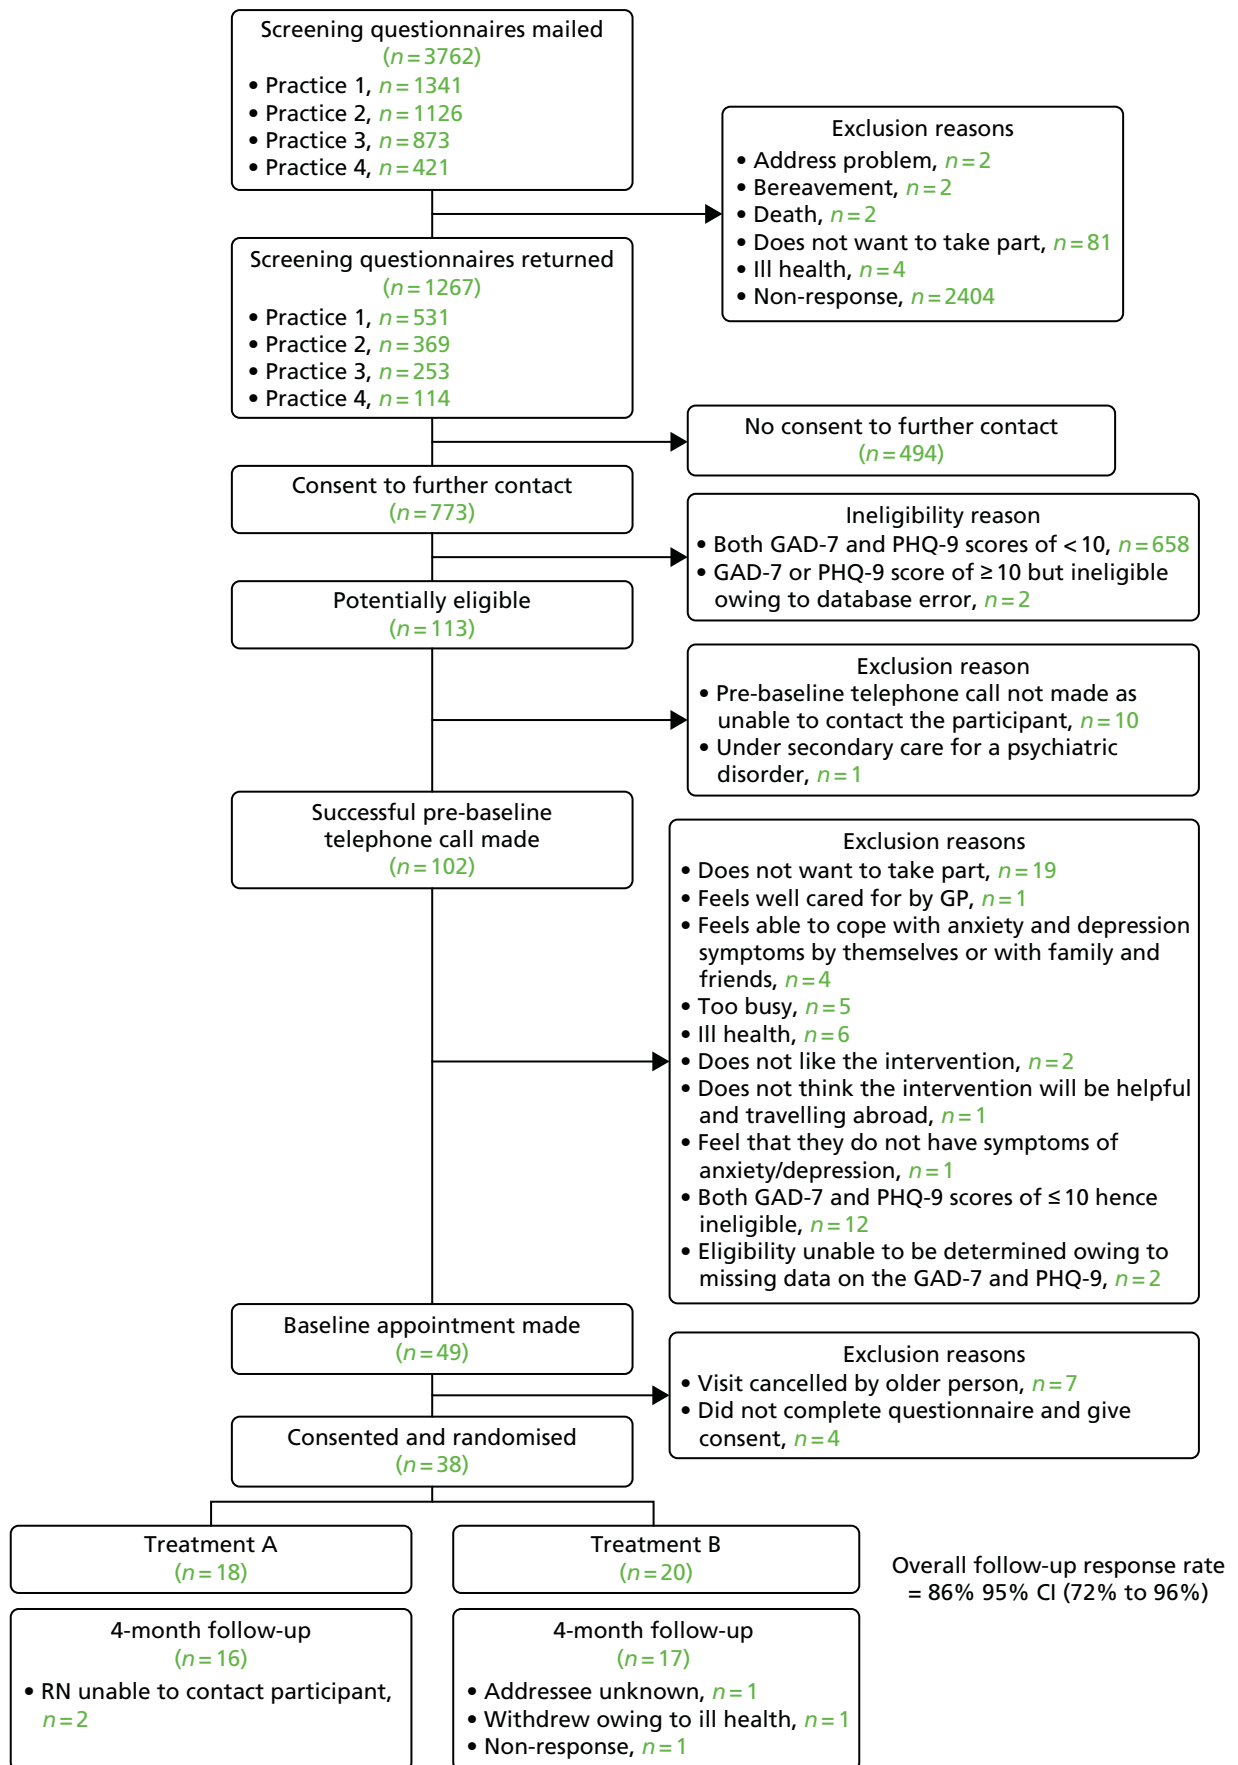 Screening questionnaires mailed
(n=3762)
• Practice 1, n=1341
• Practice 2, n=1126
• Practice 3, n=873
• Practice 4, n=421
Exclusion reasons
• Address problem, n=2
• Bereavement, n=2
• Death, n=2
• Does not want to take part, n=81
• Ill health, n=4
• Non-response, n=2404
Screening questionnaires returned
(n=1267)
• Practice 1, n=531
• Practice 2, n=369
• Practice 3, n=253
• Practice 4, n=114
No consent to further contact
(n=494)
Consent to further contact
(n=773)
Ineligibility reason
• Both GAD-7 and PHQ-9 scores of <10, n=658
• GAD-7 or PHQ-9 score of ≥10 but ineligible
owing to database error, n=2
Potentially eligible
(n=113)
Exclusion reason
• Pre-baseline telephone call not made as
unable to contact the participant, n=10
• Under secondary care for a psychiatric
disorder, n=1
Successful pre-baseline
telephone call made
(n=102)
Exclusion reasons
• Does not want to take part, n=19
• Feels well cared for by GP, n=1
• Feels able to cope with anxiety and depression
symptoms by themselves or with family and
friends, n=4
• Too busy, n=5
• Ill health, n=6
• Does not like the intervention, n=2
• Does not think the intervention will be helpful
and travelling abroad, n=1
• Feel that they do not have symptoms of
anxiety/depression, n=1
• Both GAD-7 and PHQ-9 scores of ≤10 hence
ineligible, n=12
• Eligibility unable to be determined owing to
missing data on the GAD-7 and PHQ-9, n=2
Baseline appointment made
(n=49)
Exclusion reasons
• Visit cancelled by older person, n=7
• Did not complete questionnaire and give
consent, n=4
Consented and randomised
(n=38)
Treatment A
(n=18)
Treatment B
(n=20)
Overall follow-up response rate
= 86% 95% CI (72% to 96%)
4-month follow-up
(n=16)
• RN unable to contact participant,
n=2
4-month follow-up
(n=17)
• Addressee unknown, n=1
• Withdrew owing to ill health, n=1
• Non-response, n=1